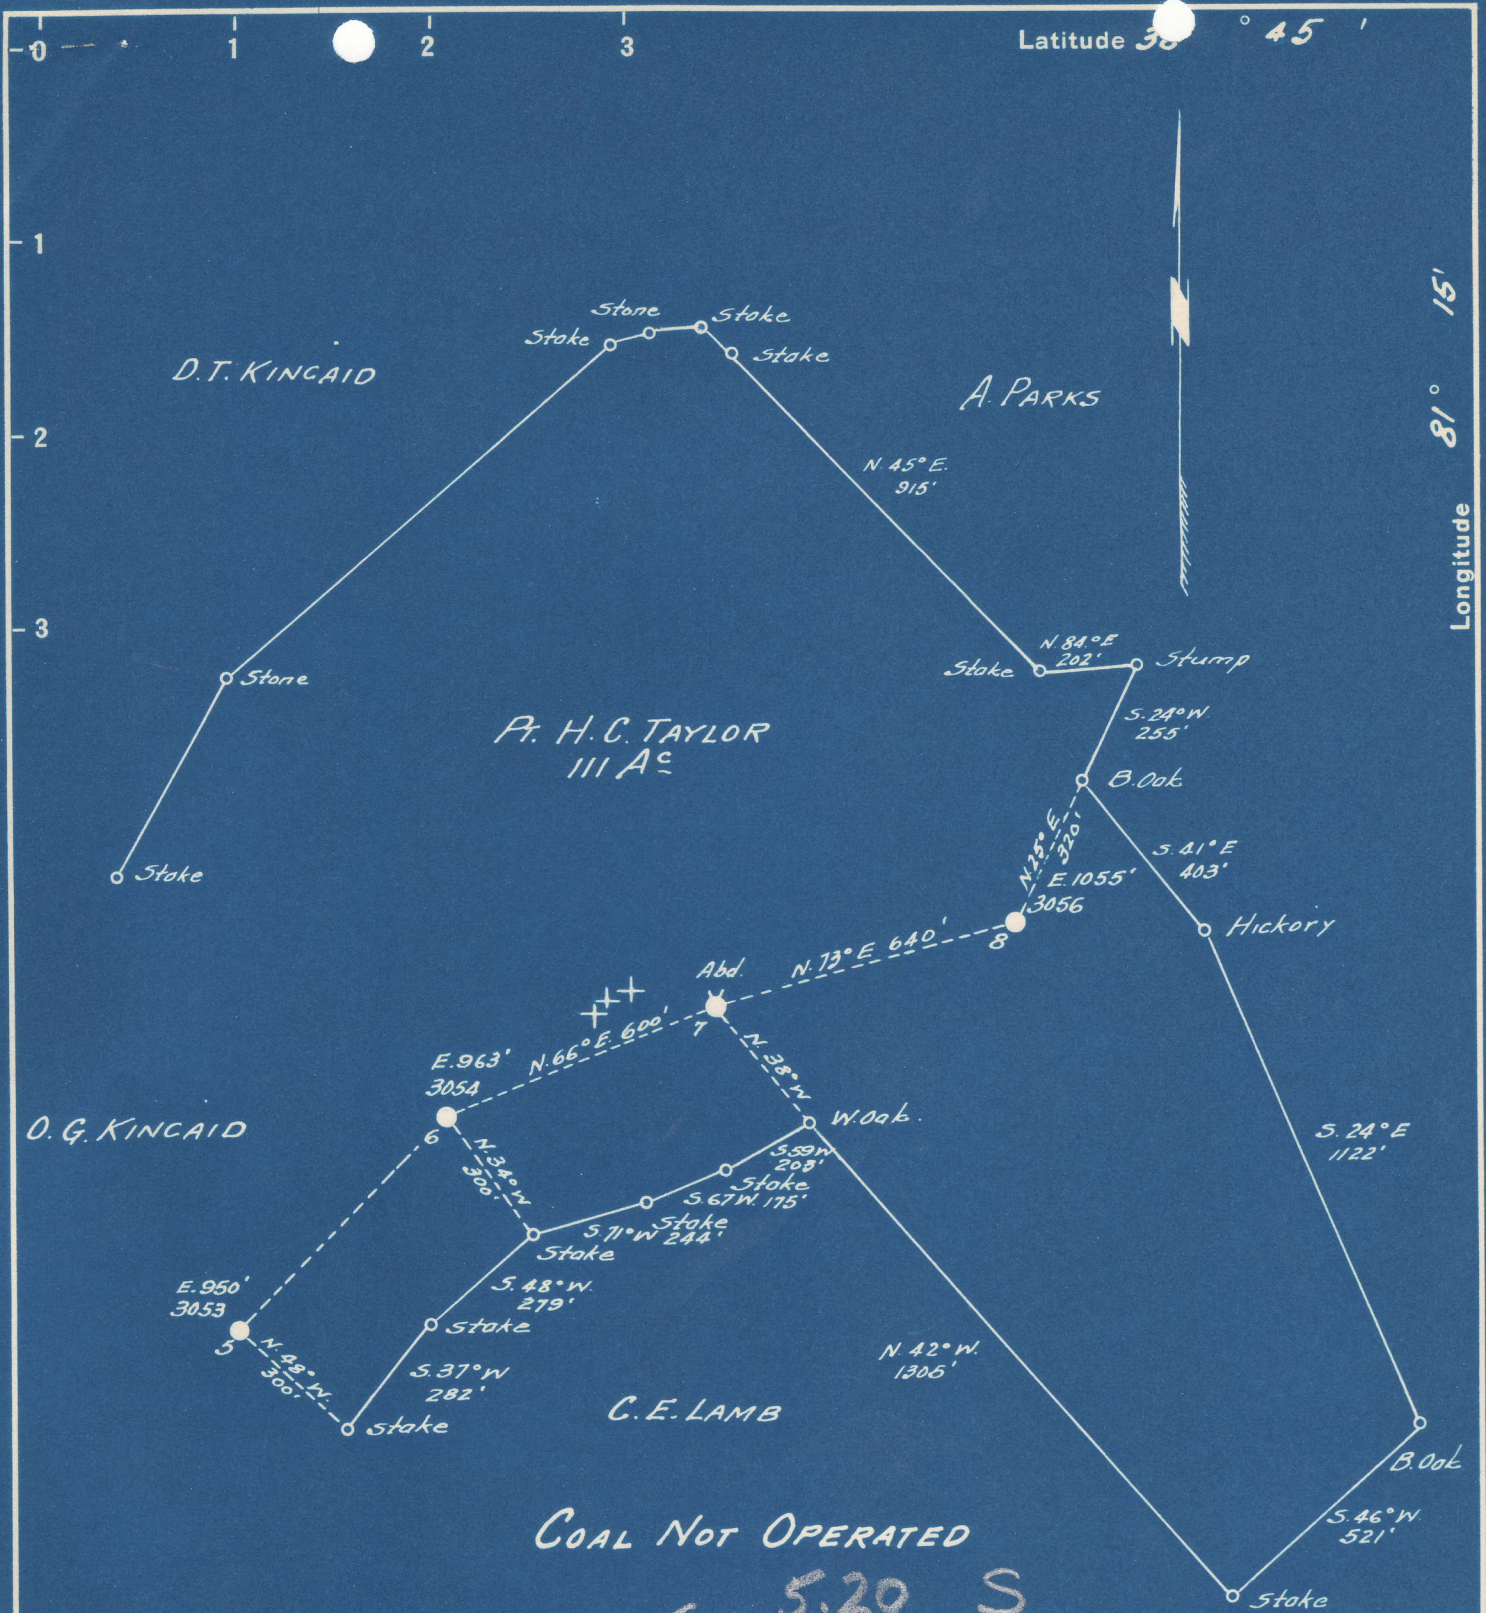 0
1
2
3
Latitude 38° 45'
1
2
3
81° 15'
Longitude
Stone
Stake
Stake
Stake
D.T. KINCAID
A. PARKS
N. 45° E.
915'
N. 84.° E
202'
Stake
Stump
Stone
S. 24° W.
255'
Pt. H. C. TAYLOR
111 Ac
B. Oak
N. 25° E
320'
S. 41° E
403'
Stake
E. 1055'
3056
8
Hickory
N. 73° E 640'
Abd.
7
N. 66° E. 600'
N. 38° W
E. 963'
3054
6
O. G. KINCAID
W. Oak.
S. 24° E
1122'
N. 34° W
300'
S 59 W
203'
Stake
S. 67 W. 175'
Stake
S. 71° W 244'
Stake
E. 950'
3053
5
S. 48° W.
279'
Stake
N. 48° W.
300'
S. 37° W
282'
N. 42° W.
1306'
C. E. LAMB
Stake
B. Oak
S. 46° W.
521'
COAL NOT OPERATED
5.20 S
Stake